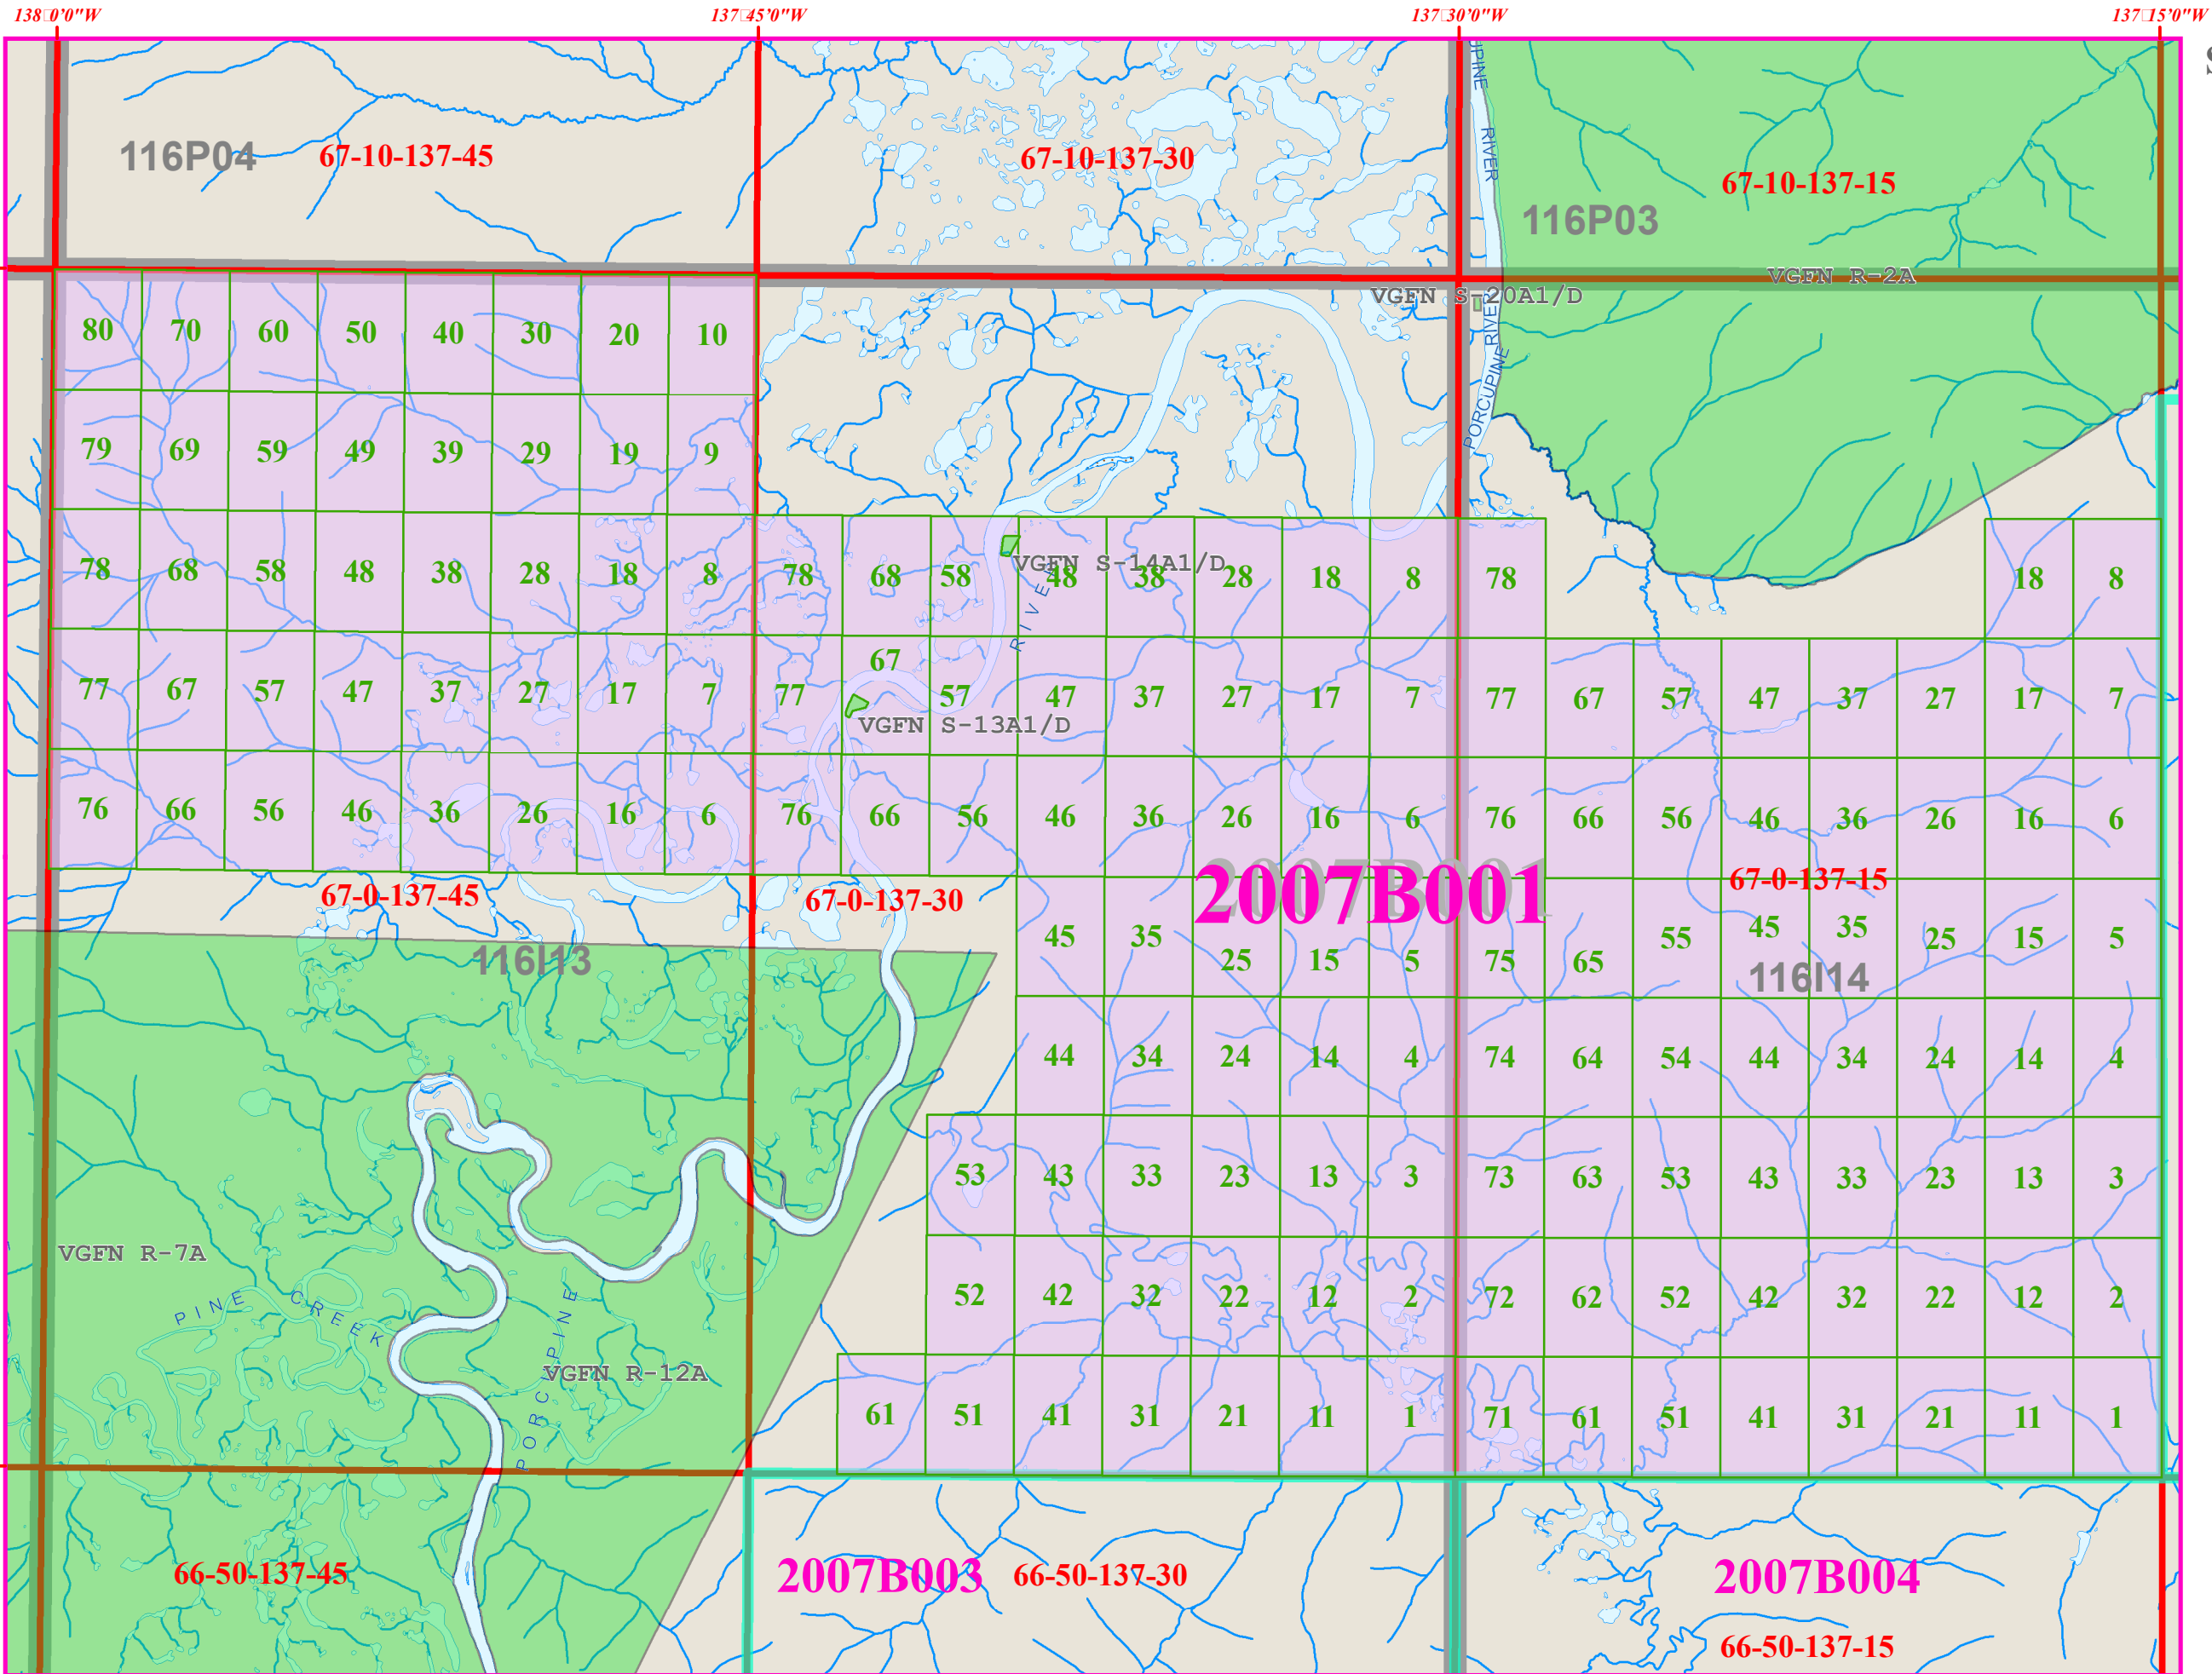 138□0'0"W 137□45'0"W 137□30'0"W 137□15'0"W
S
UPINE
RIVER
116P04 67-10-137-45 67-10-137-30 67-10-137-15
116P03
VGFN R-2A
VGFN S-20A1/D
RIVER
PORCUPINE
80 70 60 50 40 30 20 10
79 69 59 49 39 29 19 9
78 68 58 48 38 28 18 8 78 68 58 48 38 28 18 8 78 18 8
VGFN S-14A1/D
RIVE
77 67 57 47 37 27 17 7 77 67 57 47 37 27 17 7 77 67 57 47 37 27 17 7
VGFN S-13A1/D
76 66 56 46 36 26 16 6 76 66 56 46 36 26 16 6 76 66 56 46 36 26 16 6
67-0-137-45 67-0-137-30 2007B001 67-0-137-15
45 35 25 15 5 75 65 55 45 35 25 15 5
116I13 116I14
44 34 24 14 4 74 64 54 44 34 24 14 4
53 43 33 23 13 3 73 63 53 43 33 23 13 3
VGFN R-7A
52 42 32 22 12 2 72 62 52 42 32 22 12 2
PINE CREEK
VGFN R-12A
PORC PINE
61 51 41 31 21 11 1 71 61 51 41 31 21 11 1
66-50-137-45 2007B003 66-50-137-30 2007B004
66-50-137-15